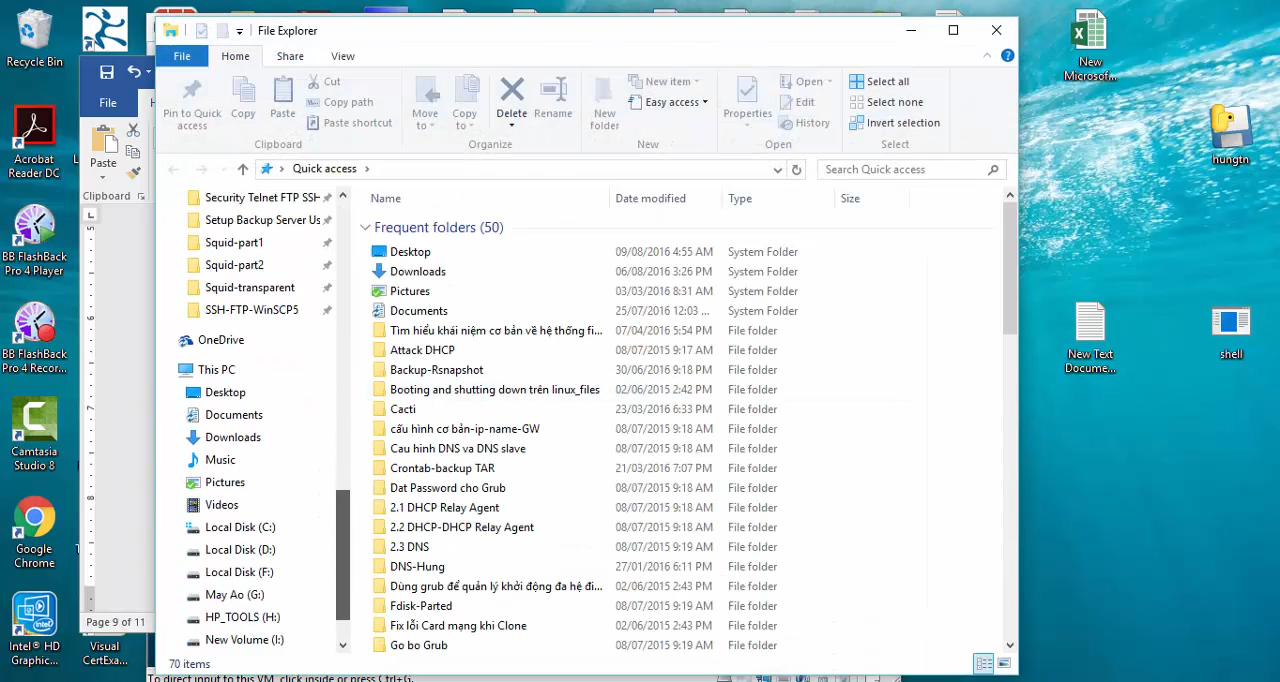 File Explorer
File
Home
Share
View
Pin to Quick
access
Copy
Paste
Cut
Copy path
Paste shortcut
Clipboard
Move
to
Copy
to
Delete
Rename
Organize
New
folder
New item
Easy access
New
Properties
Open
Edit
History
Open
Select all
Select none
Invert selection
Select
Quick access
Search Quick access
Security Telnet FTP SSH
Setup Backup Server Us
Squid-part1
Squid-part2
Squid-transparent
SSH-FTP-WinSCP5
OneDrive
This PC
Desktop
Documents
Downloads
Music
Pictures
Videos
Local Disk (C:)
Local Disk (D:)
Local Disk (F:)
May Ao (G:)
HP_TOOLS (H:)
New Volume (I:)
Name
Date modified
Type
Size
Frequent folders (50)
Desktop 09/08/2016 4:55 AM System Folder
Downloads 06/08/2016 3:26 PM System Folder
Pictures 03/03/2016 8:31 AM System Folder
Documents 25/07/2016 12:03 ... System Folder
Tìm hiểu khái niệm cơ bản về hệ thống fi... 07/04/2016 5:54 PM File folder
Attack DHCP 08/07/2015 9:17 AM File folder
Backup-Rsnapshot 30/06/2016 9:18 PM File folder
Booting and shutting down trên linux_files 02/06/2015 2:42 PM File folder
Cacti 23/03/2016 6:33 PM File folder
cấu hình cơ bản-ip-name-GW 08/07/2015 9:18 AM File folder
Cau hinh DNS va DNS slave 08/07/2015 9:18 AM File folder
Crontab-backup TAR 21/03/2016 7:07 PM File folder
Dat Password cho Grub 08/07/2015 9:18 AM File folder
2.1 DHCP Relay Agent 08/07/2015 9:18 AM File folder
2.2 DHCP-DHCP Relay Agent 08/07/2015 9:18 AM File folder
2.3 DNS 08/07/2015 9:19 AM File folder
DNS-Hung 27/01/2016 6:11 PM File folder
Dùng grub để quản lý khởi động đa hệ đi... 02/06/2015 2:43 PM File folder
Fdisk-Parted 08/07/2015 9:19 AM File folder
Fix lỗi Card mạng khi Clone 02/06/2015 2:43 PM File folder
Go bo Grub 08/07/2015 9:19 AM File folder
70 items
Recycle Bin
Acrobat
Reader DC
BB FlashBack
Pro 4 Player
BB FlashBack
Pro 4 Recor...
Camtasia
Studio 8
Google
Chrome
Intel® HD
Graphic...
Visual
CertExa...
File
Paste
Clipboard
Page 9 of 11
To direct input to this VM, click inside or press Ctrl+G.
New
Microsof...
hungtn
New Text
Docume...
shell